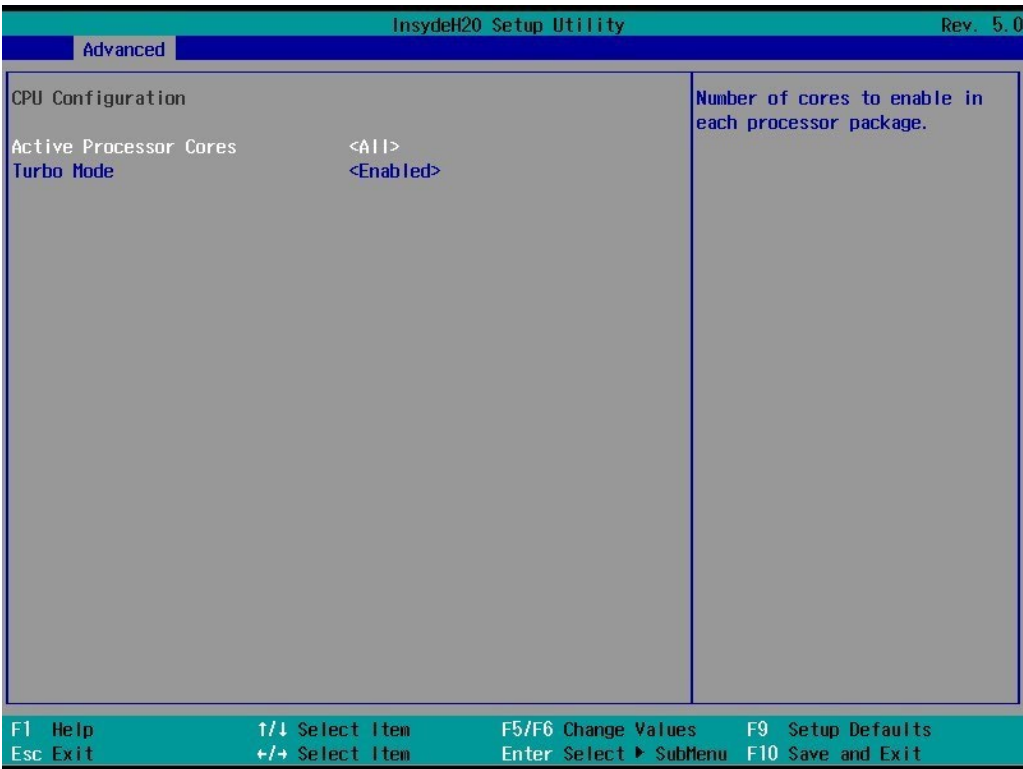 InsydeH20 Setup Utility Rev. 5.0
Advanced
CPU Configuration
Active Processor Cores <All>
Turbo Mode <Enabled>
Number of cores to enable in
each processor package.
F1 Help ↑/↓ Select Item F5/F6 Change Values F9 Setup Defaults
Esc Exit ←/→ Select Item Enter Select ▶ SubMenu F10 Save and Exit